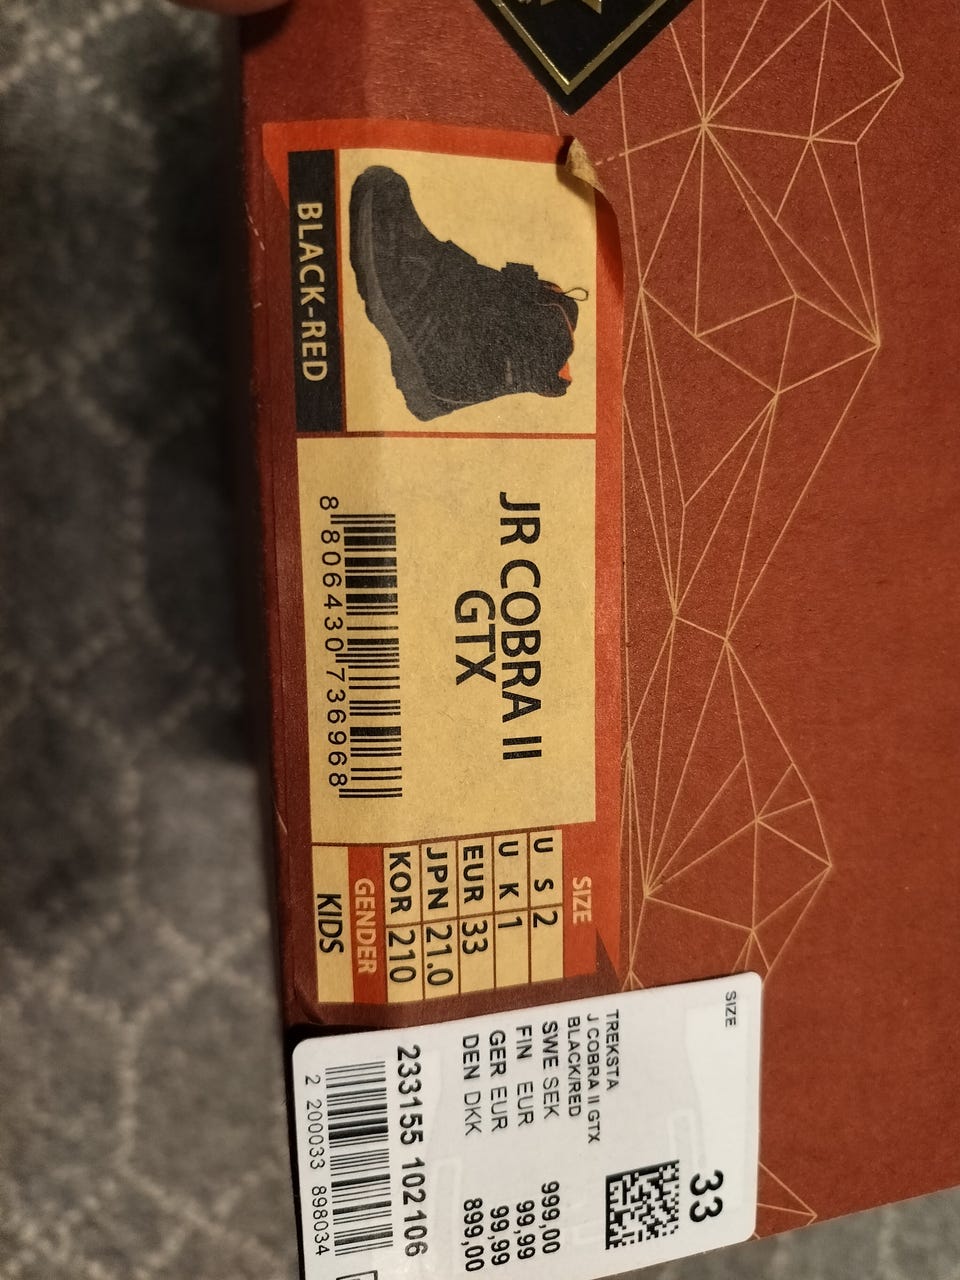 BLACK-RED
JR COBRA II
GTX
8 806430 736968
SIZE
U S 2
U K 1
EUR 33
JPN 21.0
KOR 210
GENDER
KIDS
SIZE 33
TREKSTA
J COBRA II GTX
BLACK/RED
SWE SEK 999,00
FIN EUR 99,99
GER EUR 99,99
DEN DKK 899,00
233155 102106
2 200033 898034